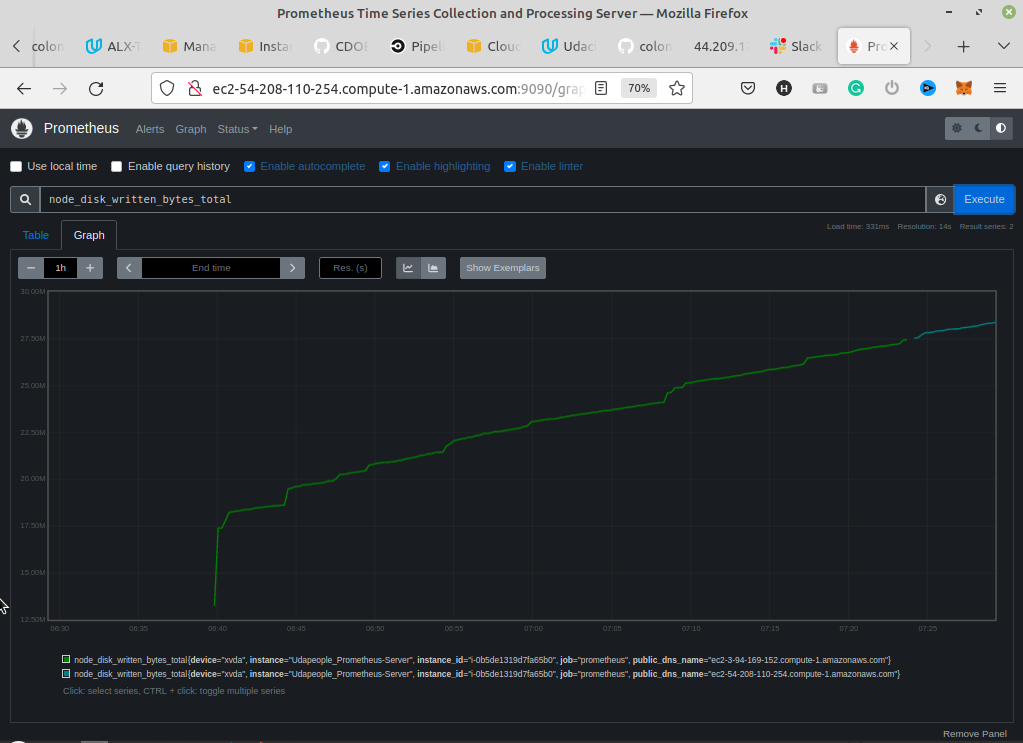 Prometheus Time Series Collection and Processing Server — Mozilla Firefox
colon ALX-T Mana Instan CDOE Pipeli Clou Udac colon 44.209.1 Slack Pro
ec2-54-208-110-254.compute-1.amazonaws.com:9090/grap 70%
Prometheus Alerts Graph Status Help
Use local time Enable query history Enable autocomplete Enable highlighting Enable linter
node_disk_written_bytes_total Execute
Load time: 331ms Resolution: 14s Result series: 2
Table Graph
1h End time Res. (s) Show Exemplars
30.00M
27.50M
25.00M
22.50M
20.00M
17.50M
15.00M
12.50M
06:30 06:35 06:40 06:45 06:50 06:55 07:00 07:05 07:10 07:15 07:20 07:25
node_disk_written_bytes_total{device="xvda", instance="Udapeople_Prometheus-Server", instance_id="i-0b5de1319d7fa65b0", job="prometheus", public_dns_name="ec2-3-94-169-152.compute-1.amazonaws.com"}
node_disk_written_bytes_total{device="xvda", instance="Udapeople_Prometheus-Server", instance_id="i-0b5de1319d7fa65b0", job="prometheus", public_dns_name="ec2-54-208-110-254.compute-1.amazonaws.com"}
Click: select series, CTRL + click: toggle multiple series
Remove Panel